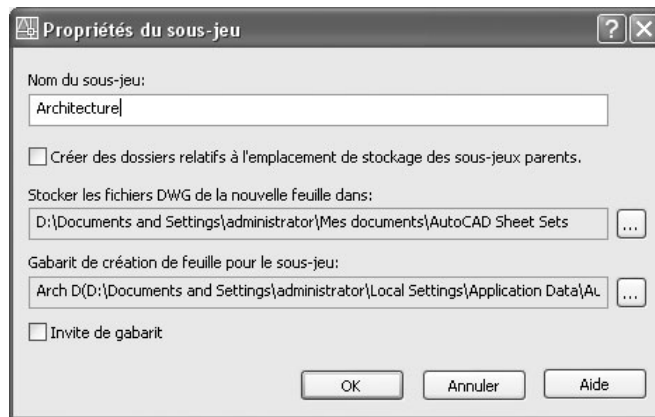 Propriétés du sous-jeu
Nom du sous-jeu:
Architecture
Créer des dossiers relatifs à l'emplacement de stockage des sous-jeux parents.
Stocker les fichiers DWG de la nouvelle feuille dans:
D:\Documents and Settings\administrator\Mes documents\AutoCAD Sheet Sets
...
Gabarit de création de feuille pour le sous-jeu:
Arch D(D:\Documents and Settings\administrator\Local Settings\Application Data\Au
...
Invite de gabarit
OK Annuler Aide